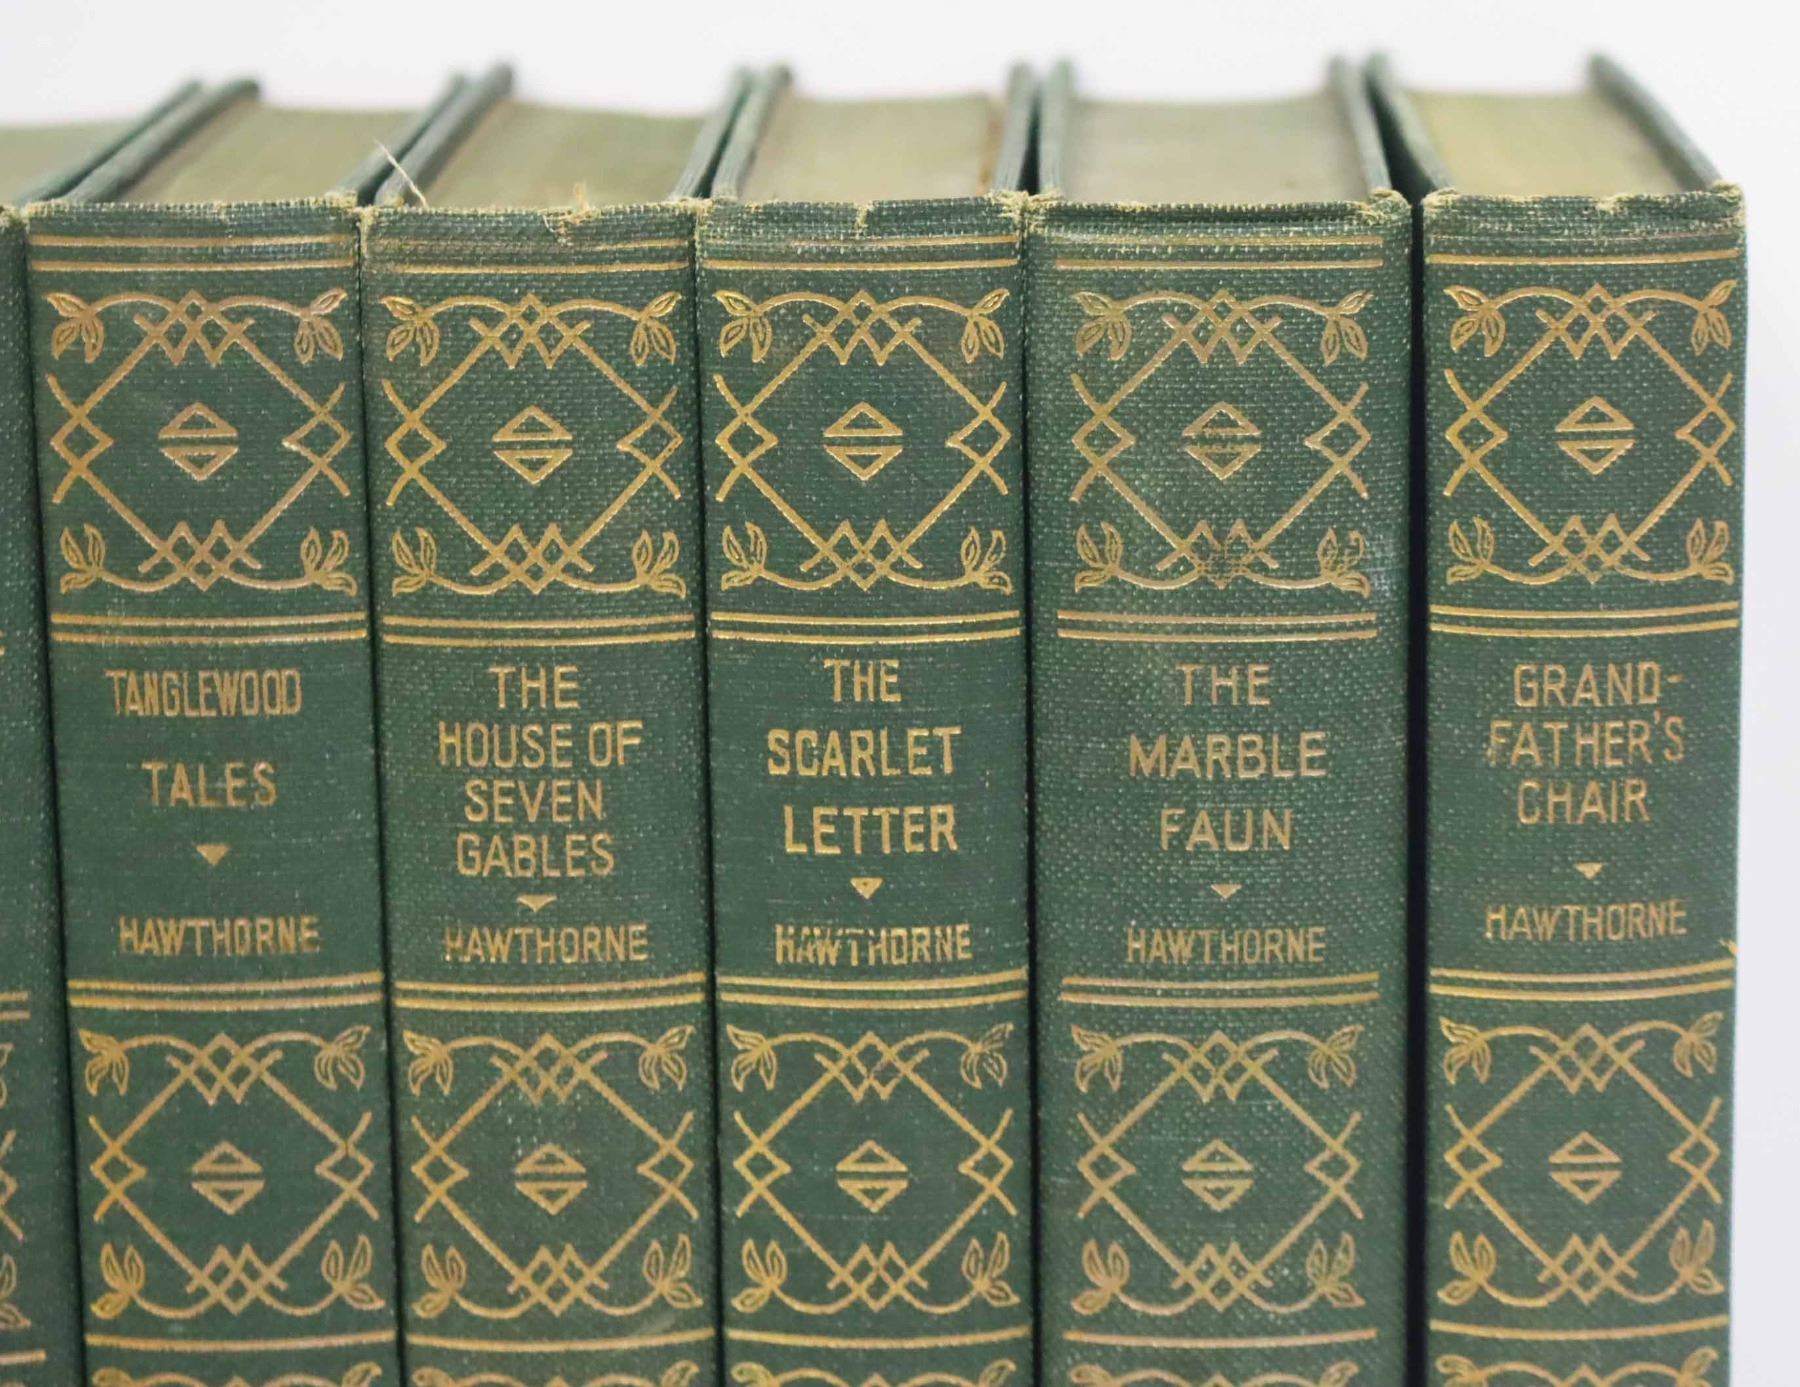 TANGLEWOOD
TALES
HAWTHORNE
THE
HOUSE OF
SEVEN
GABLES
HAWTHORNE
THE
SCARLET
LETTER
HAWTHORNE
THE
MARBLE
FAUN
HAWTHORNE
GRAND-
FATHER'S
CHAIR
HAWTHORNE